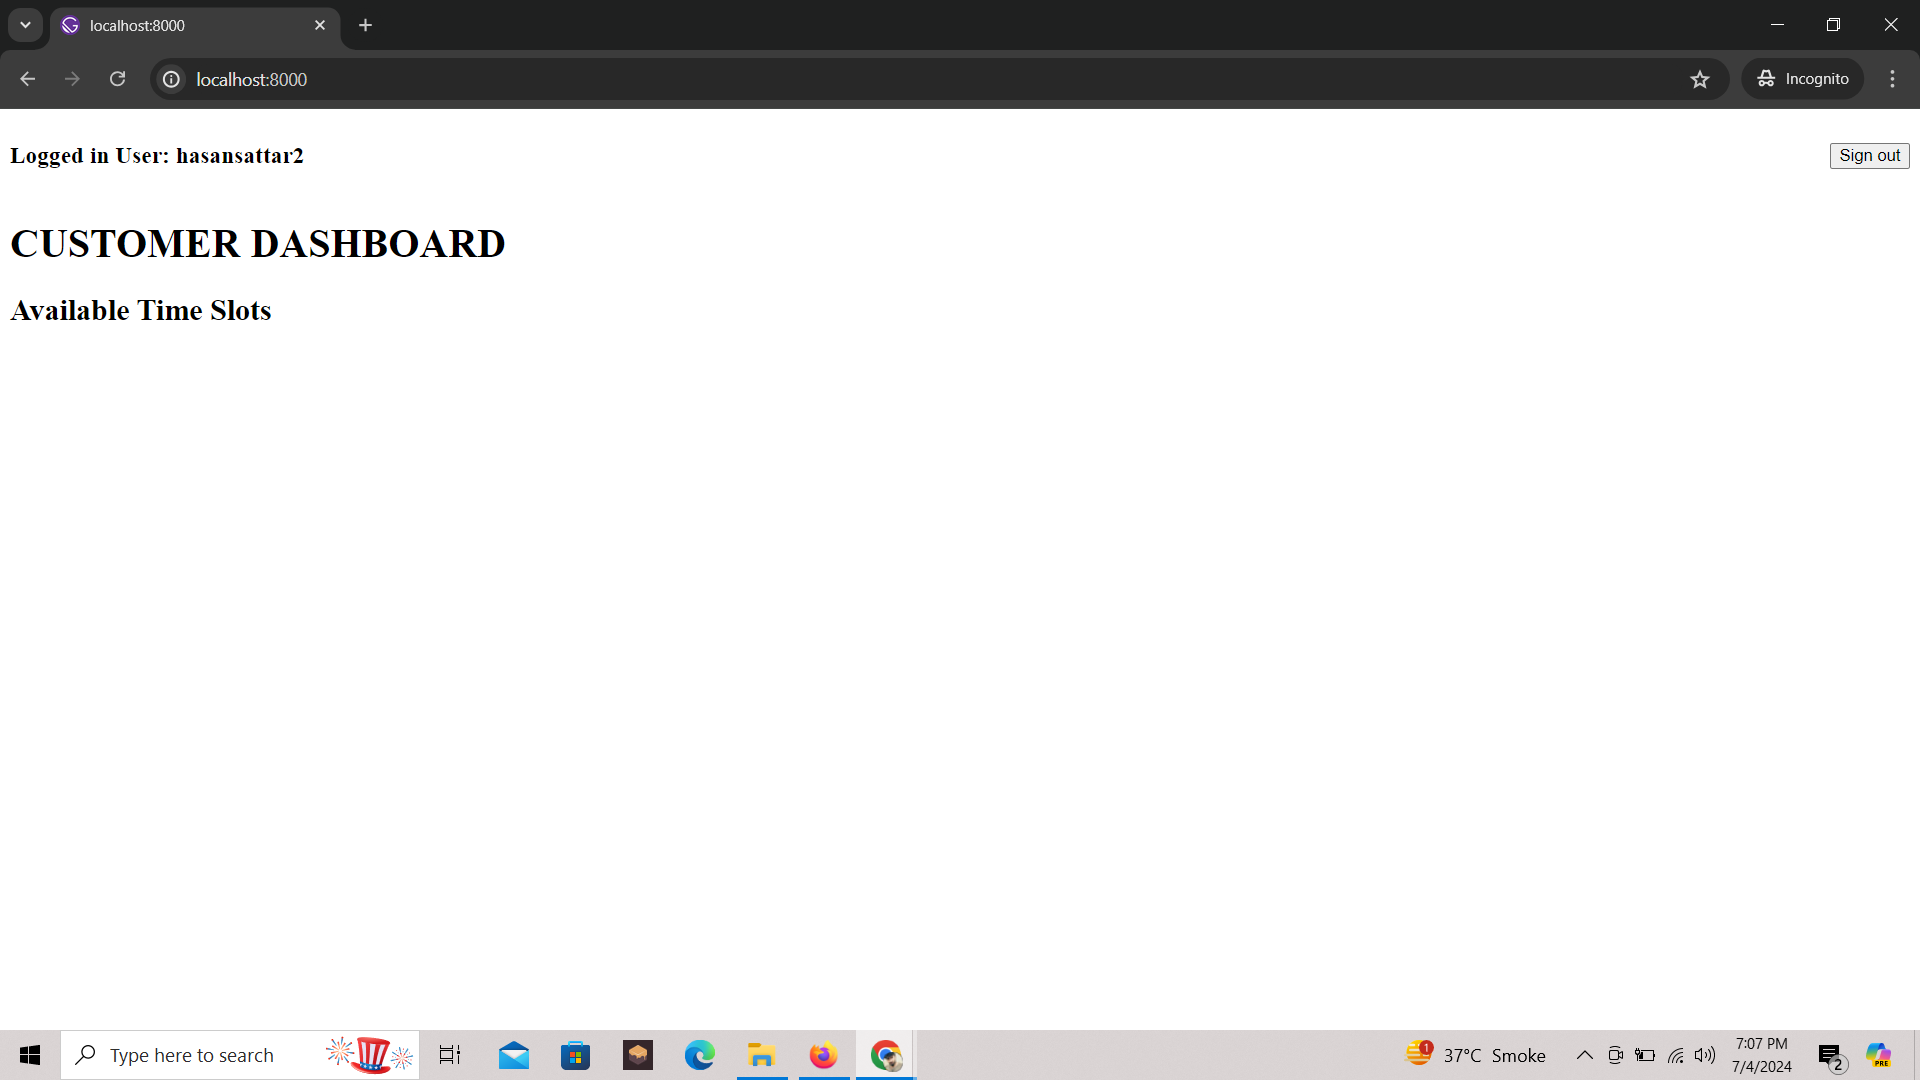 localhost:8000
localhost:8000
Incognito
Logged in User: hasansattar2
Sign out
CUSTOMER DASHBOARD
Available Time Slots
Type here to search
1
37°C Smoke
7:07 PM
7/4/2024
2
PRE